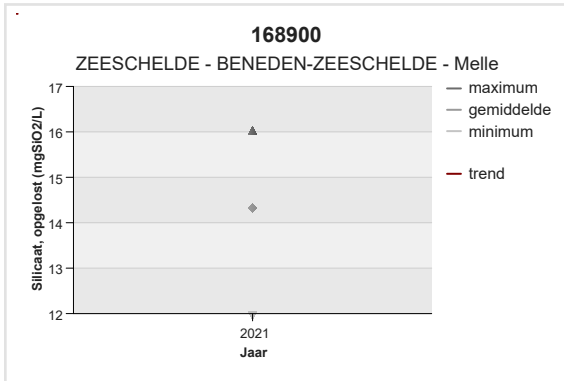 168900
ZEESCHELDE - BENEDEN-ZEESCHELDE - Melle
Silicaat, opgelost (mgSiO2/L)
17
16
15
14
13
12
2021
Jaar
maximum
gemiddelde
minimum
trend